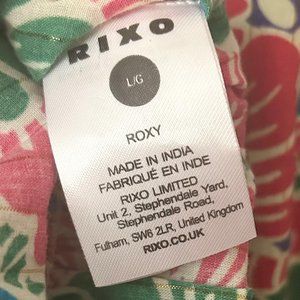 RIXO
L/G
ROXY
MADE IN INDIA
FABRIQUÉ EN INDE
RIXO LIMITED
Unit 2, Stephendale Yard,
Stephendale Road,
Fulham, SW6 2LR, United Kingdom
RIXO.CO.UK